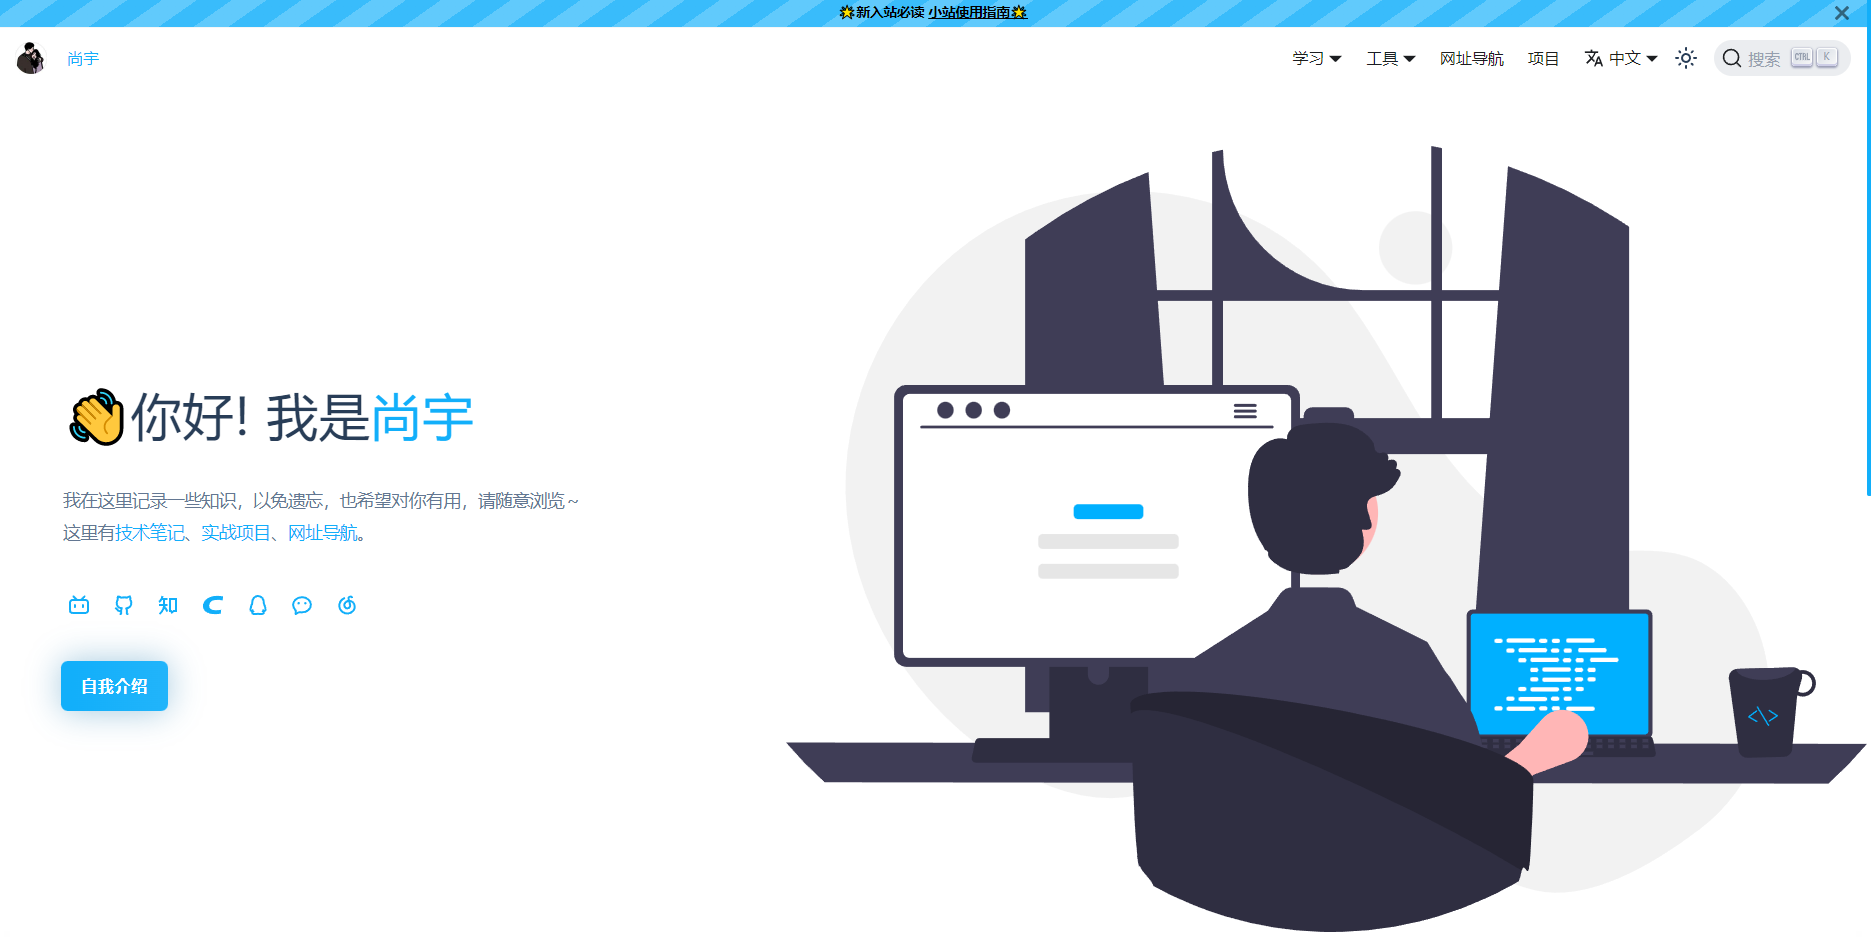 🌟新入站必读 小站使用指南🌟
尚宇
学习 工具 网址导航 项目 中文 搜索 CTRL K
👋你好! 我是尚宇
我在这里记录一些知识，以免遗忘，也希望对你有用，请随意浏览~
这里有技术笔记、实战项目、网址导航。
知
自我介绍
<\>